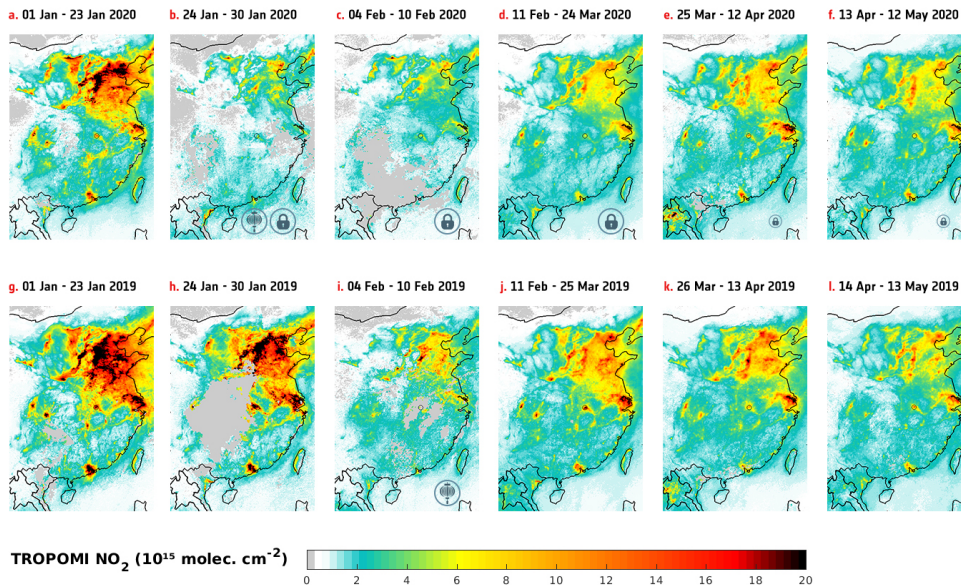 a. 01 Jan - 23 Jan 2020
b. 24 Jan - 30 Jan 2020
c. 04 Feb - 10 Feb 2020
d. 11 Feb - 24 Mar 2020
e. 25 Mar - 12 Apr 2020
f. 13 Apr - 12 May 2020
g. 01 Jan - 23 Jan 2019
h. 24 Jan - 30 Jan 2019
i. 04 Feb - 10 Feb 2019
j. 11 Feb - 25 Mar 2019
k. 26 Mar - 13 Apr 2019
l. 14 Apr - 13 May 2019
TROPOMI NO₂ (10¹⁵ molec. cm⁻²)
0 2 4 6 8 10 12 14 16 18 20